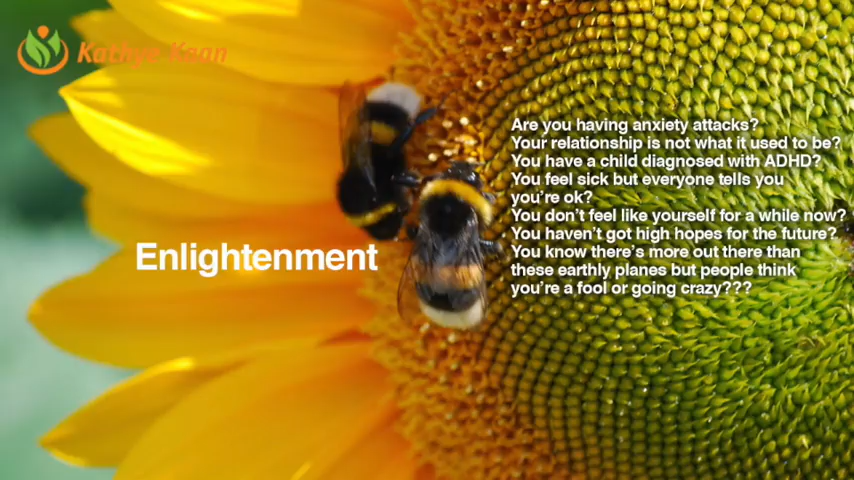 Kathye Kaan
Enlightenment
Are you having anxiety attacks?
Your relationship is not what it used to be?
You have a child diagnosed with ADHD?
You feel sick but everyone tells you
you're ok?
You don't feel like yourself for a while now?
You haven't got high hopes for the future?
You know there's more out there than
these earthly planes but people think
you're a fool or going crazy???